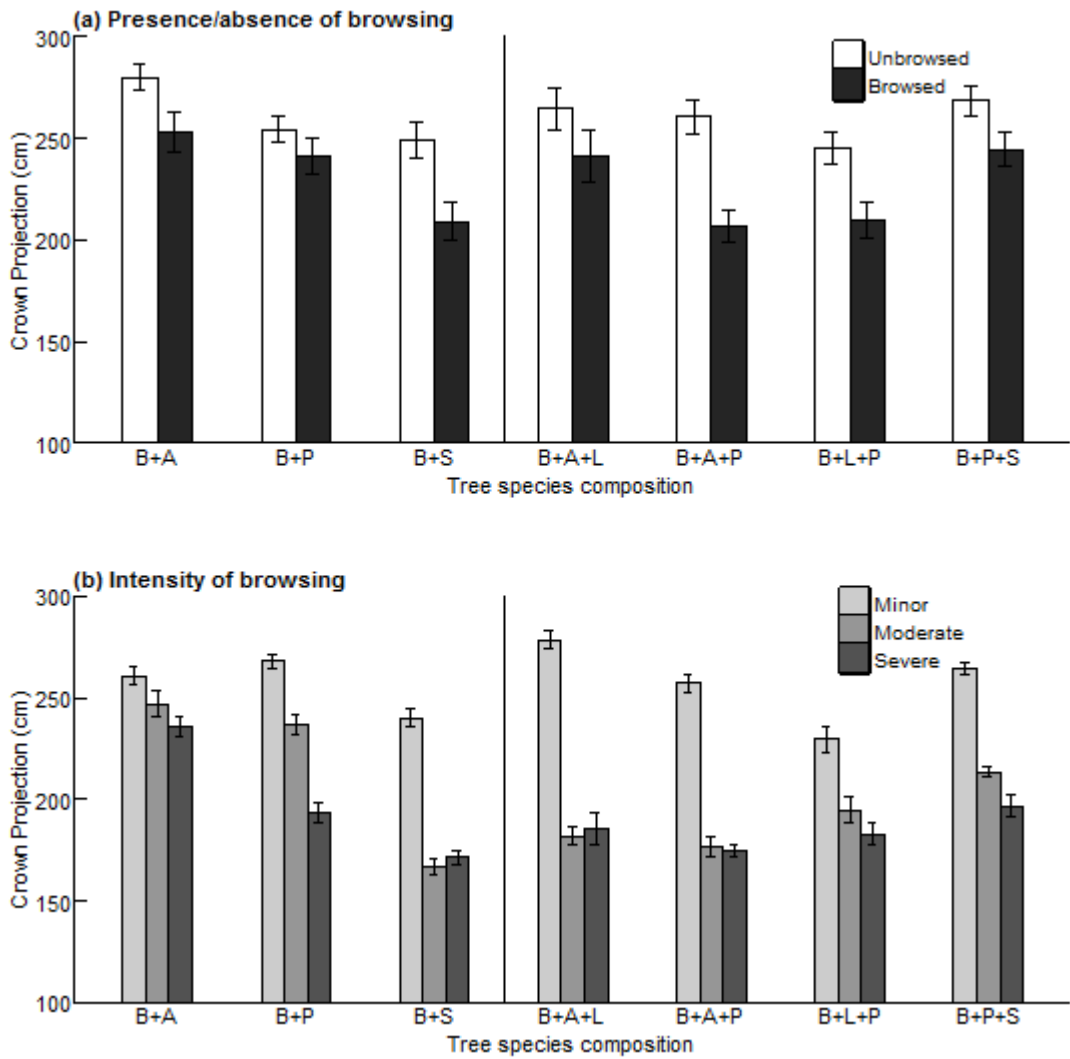 (a) Presence/absence of browsing
300
250
200
150
100
Crown Projection (cm)
Unbrowsed
Browsed
B+A B+P B+S B+A+L B+A+P B+L+P B+P+S
Tree species composition
(b) Intensity of browsing
300
250
200
150
100
Crown Projection (cm)
Minor
Moderate
Severe
B+A B+P B+S B+A+L B+A+P B+L+P B+P+S
Tree species composition